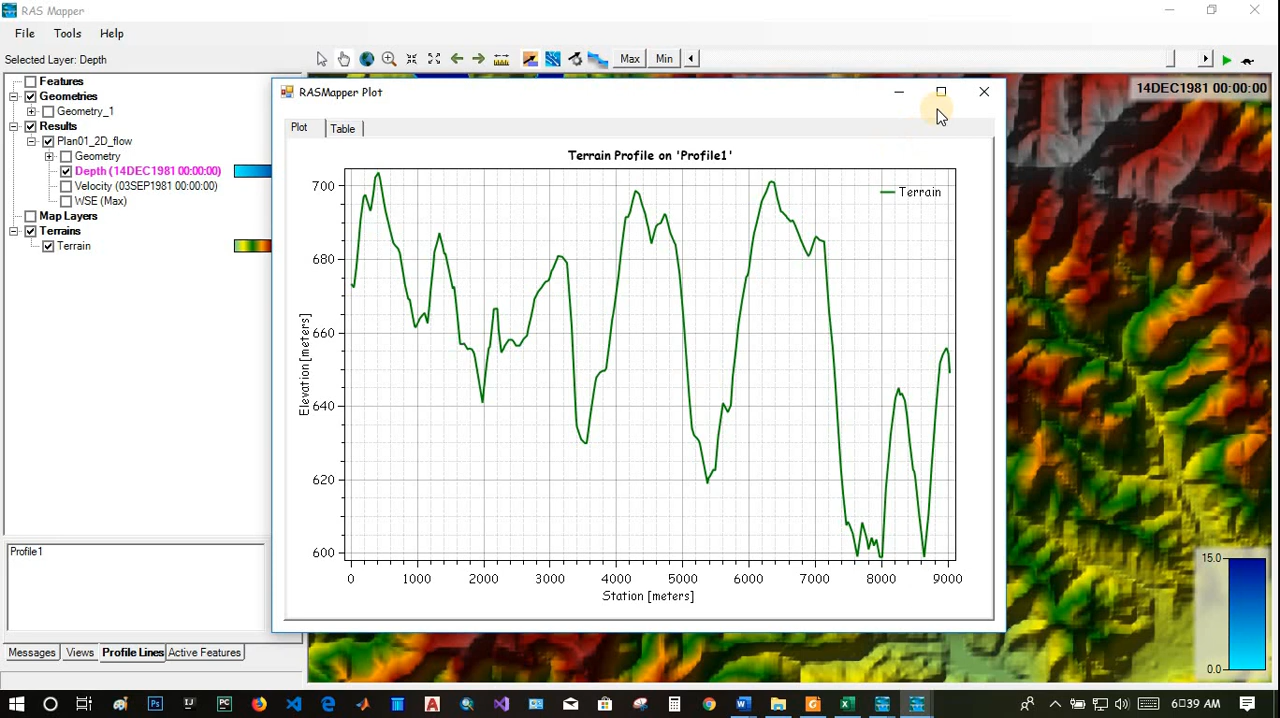 RAS Mapper
File Tools Help
Selected Layer: Depth
Max Min
Features
Geometries
Geometry_1
Results
Plan01_2D_flow
Geometry
Depth (14DEC1981 00:00:00)
Velocity (03SEP1981 00:00:00)
WSE (Max)
Map Layers
Terrains
Terrain
14DEC1981 00:00:00
RASMapper Plot
Plot Table
Terrain Profile on 'Profile1'
Terrain
Elevation [meters]
700
680
660
640
620
600
0 1000 2000 3000 4000 5000 6000 7000 8000 9000
Station [meters]
15.0
0.0
Profile1
Messages Views Profile Lines Active Features
6:39 AM